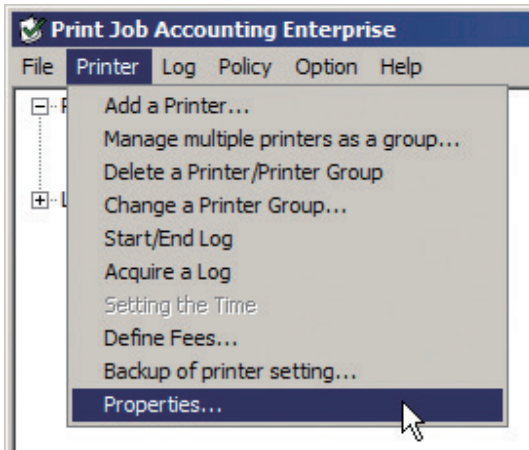 Print Job Accounting Enterprise
File Printer Log Policy Option Help
Add a Printer...
Manage multiple printers as a group...
Delete a Printer/Printer Group
Change a Printer Group...
Start/End Log
Acquire a Log
Setting the Time
Define Fees...
Backup of printer setting...
Properties...